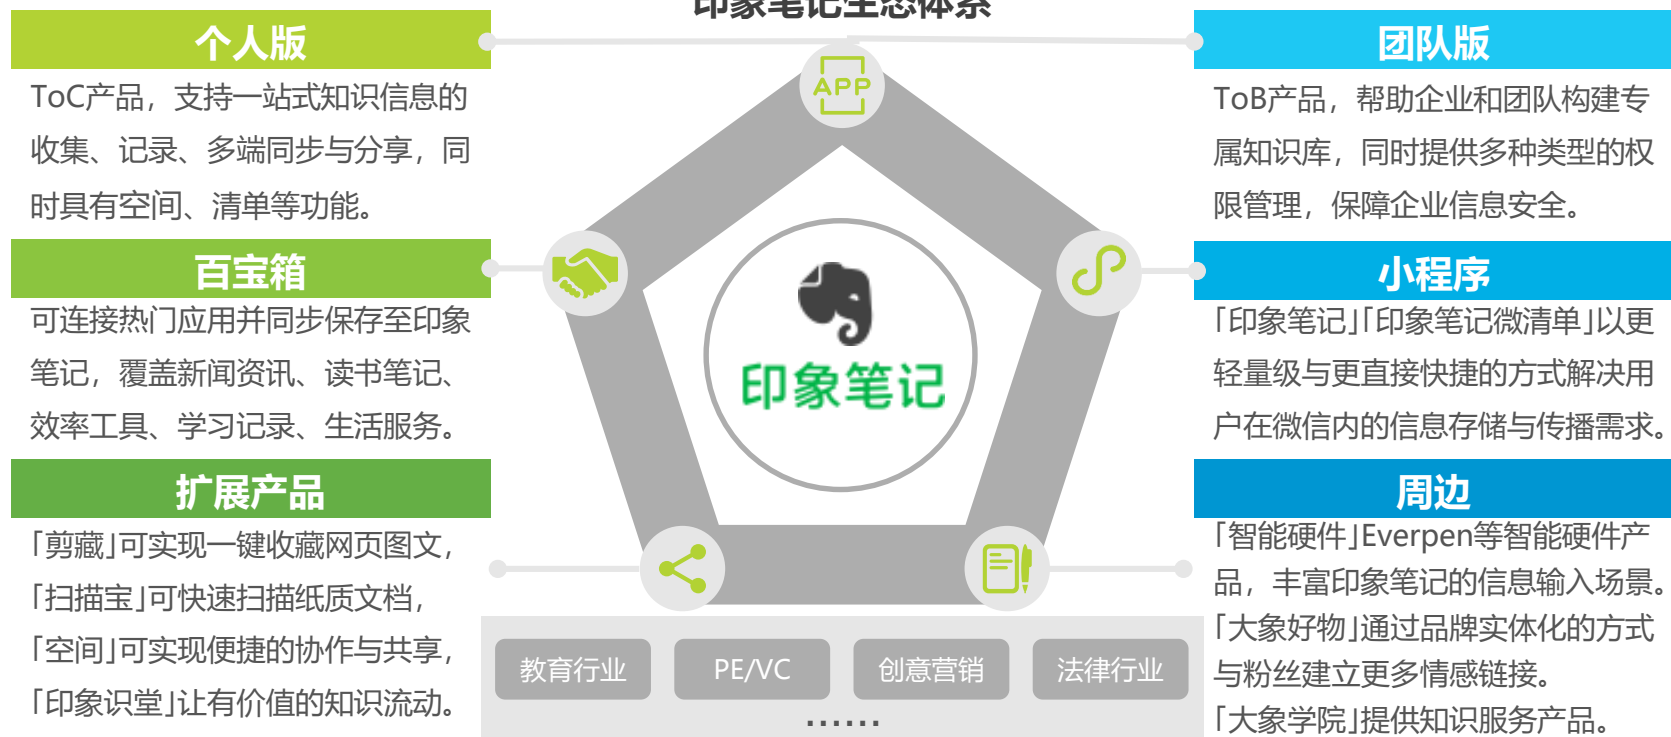 印象笔记生态体系
个人版
ToC产品，支持一站式知识信息的
收集、记录、多端同步与分享，同
时具有空间、清单等功能。
百宝箱
可连接热门应用并同步保存至印象
笔记，覆盖新闻资讯、读书笔记、
效率工具、学习记录、生活服务。
扩展产品
「剪藏」可实现一键收藏网页图文，
「扫描宝」可快速扫描纸质文档，
「空间」可实现便捷的协作与共享，
「印象识堂」让有价值的知识流动。
APP
印象笔记
教育行业
PE/VC
创意营销
法律行业
......
团队版
ToB产品，帮助企业和团队构建专
属知识库，同时提供多种类型的权
限管理，保障企业信息安全。
小程序
「印象笔记」「印象笔记微清单」以更
轻量级与更直接快捷的方式解决用
户在微信内的信息存储与传播需求。
周边
「智能硬件」Everpen等智能硬件产
品，丰富印象笔记的信息输入场景。
「大象好物」通过品牌实体化的方式
与粉丝建立更多情感链接。
「大象学院」提供知识服务产品。